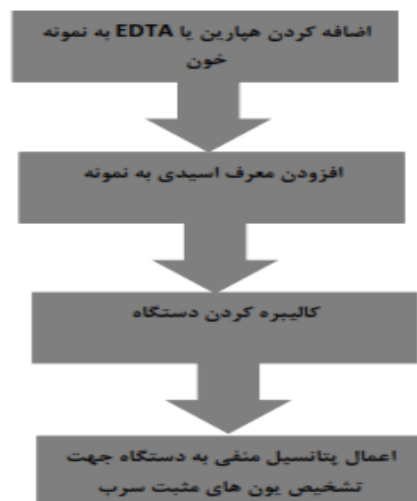 اضافه کردن هپارین یا EDTA به نمونه
خون
افزودن معرف اسیدی به نمونه
کالیبره کردن دستگاه
اعمال پتانسیل منفی به دستگاه جهت
تشخیص یون های مثبت سرب